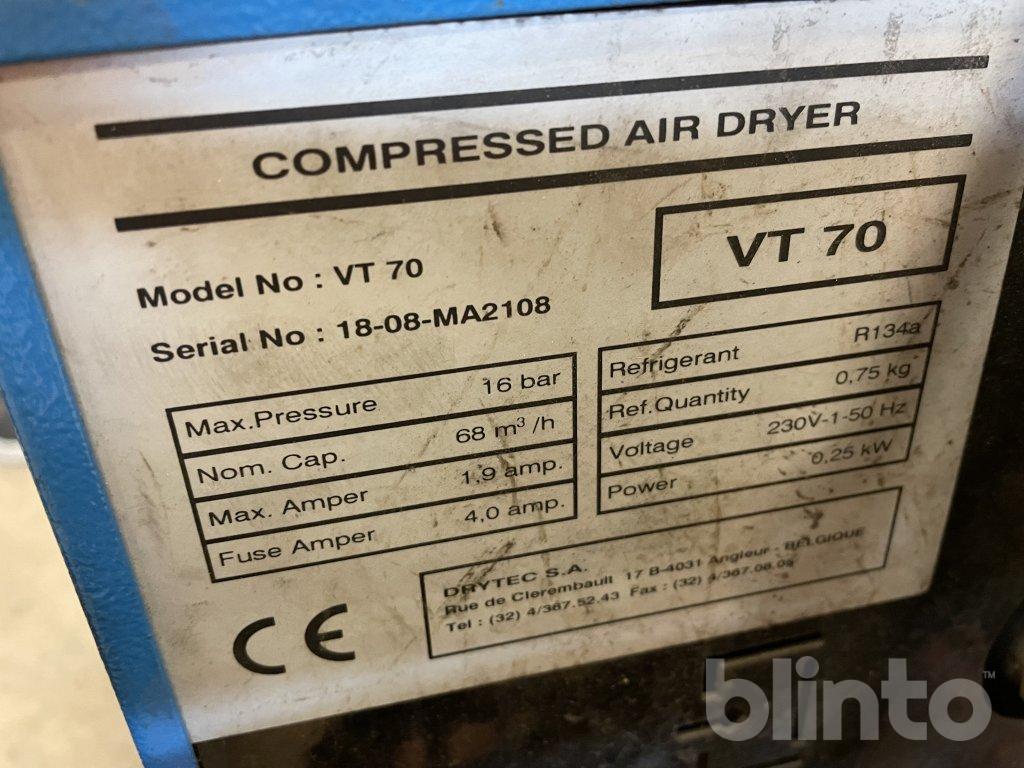 COMPRESSED AIR DRYER
VT 70
Model No : VT 70
Serial No : 18-08-MA2108
Max.Pressure 16 bar
Nom. Cap. 68 m³ /h
Max. Amper 1,9 amp.
Fuse Amper 4,0 amp.
Refrigerant R134a
Ref.Quantity 0,75 kg
Voltage 230V-1-50 Hz
Power 0,25 kW
DRYTEC S.A.
Rue de Clerembault 17 B-4031 Angleur - BELGIQUE
Tel : (32) 4/367.52.43 Fax : (32) 4/367.06.09
CE
blinto™